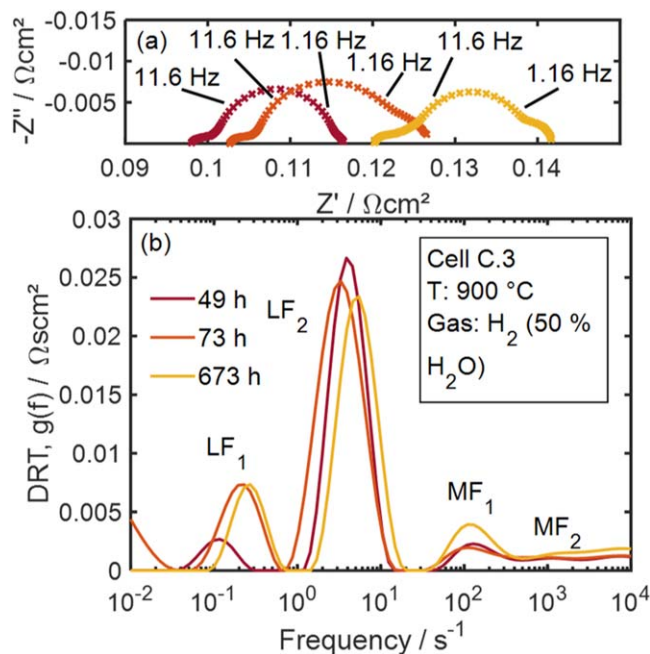 -0.015
-0.01
-0.005
-Z'' / Ωcm²
(a)
11.6 Hz
11.6 Hz
1.16 Hz
1.16 Hz
11.6 Hz
1.16 Hz
0.09 0.1 0.11 0.12 0.13 0.14
Z' / Ωcm²
(b)
0.03
0.025
0.02
0.015
0.01
0.005
0
DRT, g(f) / Ωscm²
49 h
73 h
673 h
LF₁
LF₂
MF₁
MF₂
Cell C.3
T: 900 °C
Gas: H₂ (50 %
H₂O)
10⁻² 10⁻¹ 10⁰ 10¹ 10² 10³ 10⁴
Frequency / s⁻¹